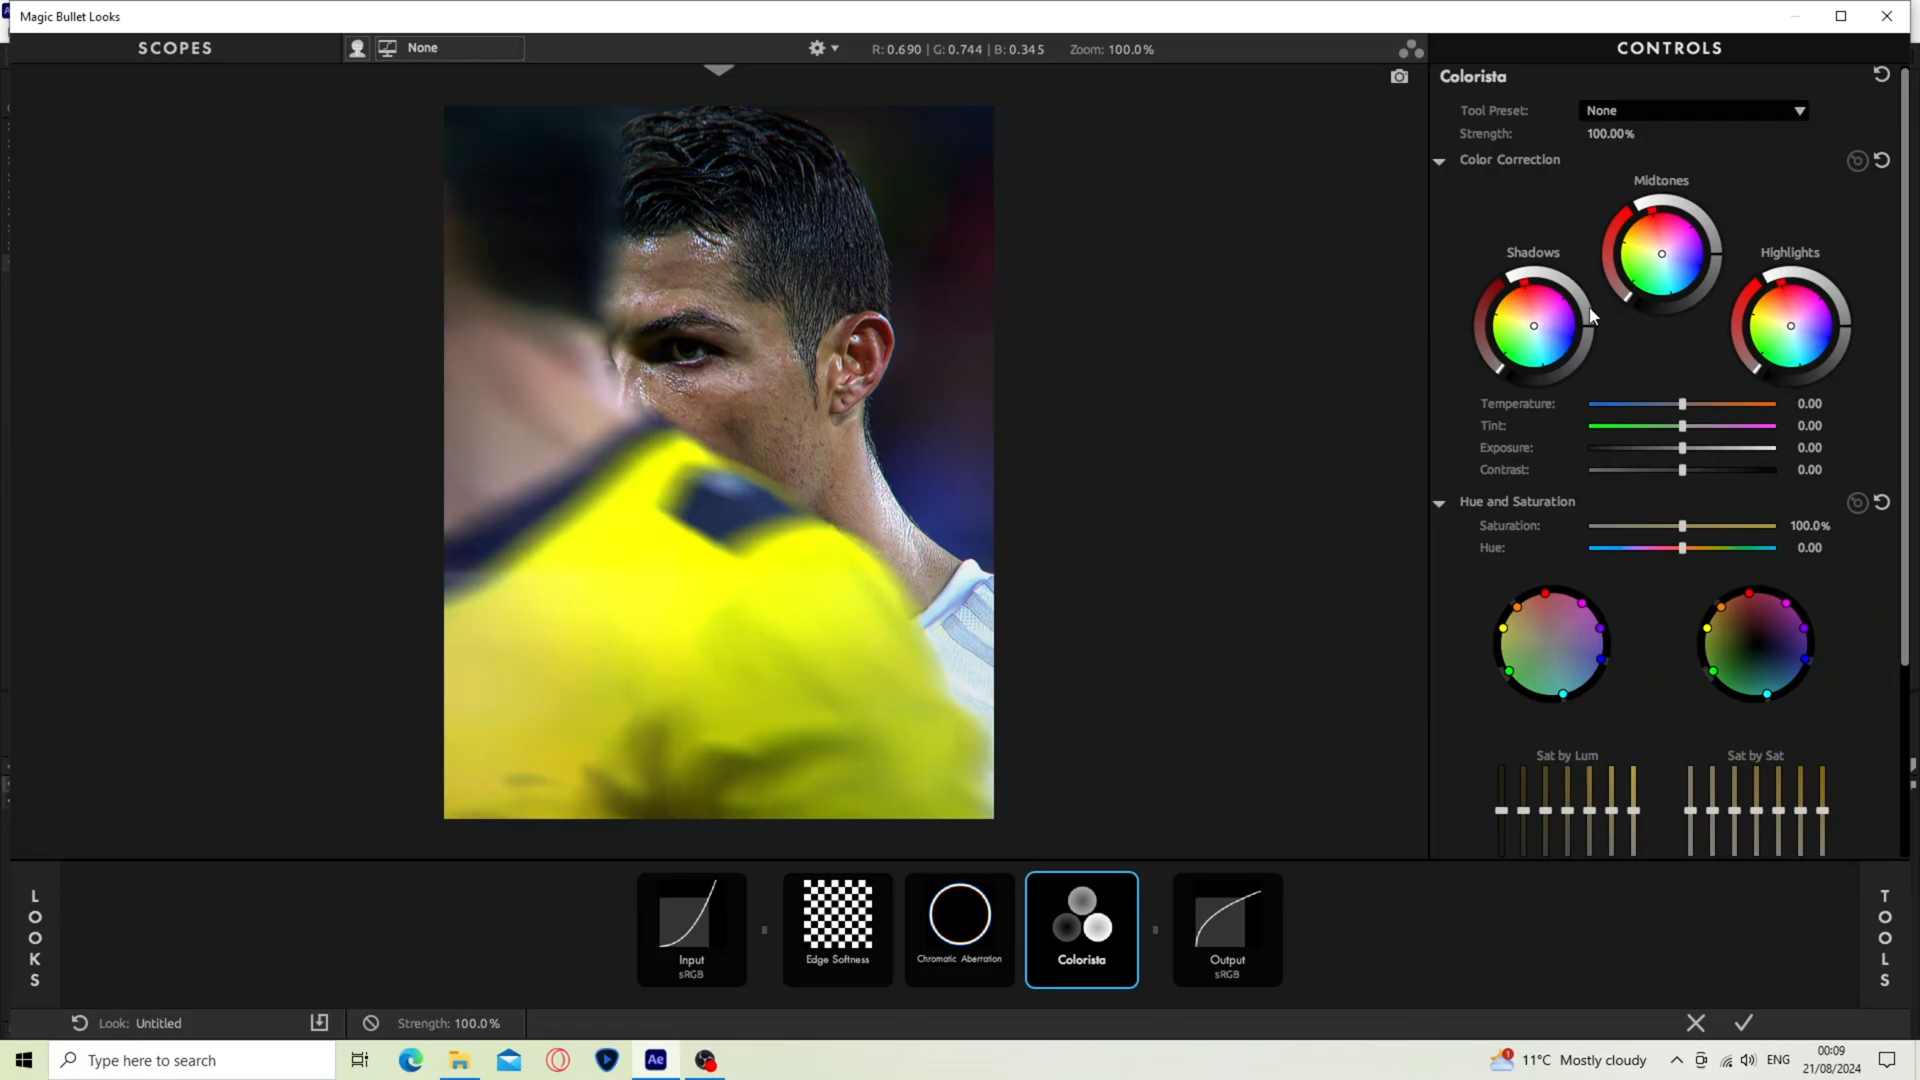 Magic Bullet Looks
SCOPES
None
R: 0.690 | G: 0.744 | B: 0.345
Zoom: 100.0%
CONTROLS
Colorista
Tool Preset:
None
Strength:
100.00%
Color Correction
Midtones
Shadows
Highlights
Temperature:
0.00
Tint:
0.00
Exposure:
0.00
Contrast:
0.00
Hue and Saturation
Saturation:
100.0%
Hue:
0.00
Sat by Lum
Sat by Sat
LOOKS
Input
sRGB
Edge Softness
Chromatic Aberration
Colorista
Output
sRGB
TOOLS
Look: Untitled
Strength: 100.0%
Type here to search
Ae
1
11°C Mostly cloudy
ENG
00:09
21/08/2024